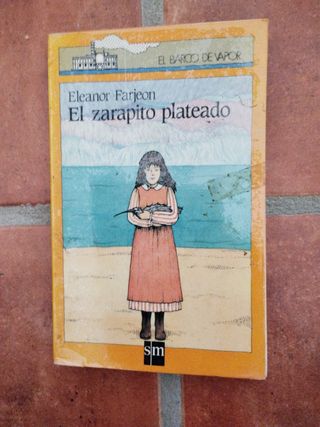 EL BARCO DE VAPOR
Eleanor Farjeon
El zarapito plateado
sm